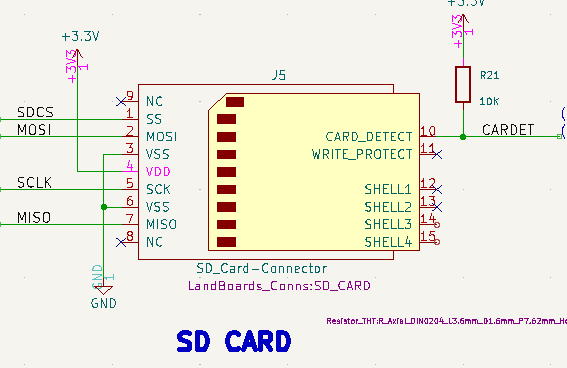 +3.3V
+3.3V
+3V3
1
+3V3
1
J5
R21
10K
9 NC
SDCS 1 SS
MOSI 2 MOSI CARD_DETECT 10 CARDET
3 VSS WRITE_PROTECT 11
4 VDD
SCLK 5 SCK SHELL1 12
6 VSS SHELL2 13
MISO 7 MISO SHELL3 14
8 NC SHELL4 15
GND
1
SD_Card-Connector
LandBoards_Conns:SD_CARD
GND
Resistor_THT:R_Axial_DIN0204_L3.6mm_D1.6mm_P7.62mm_Ho
SD CARD